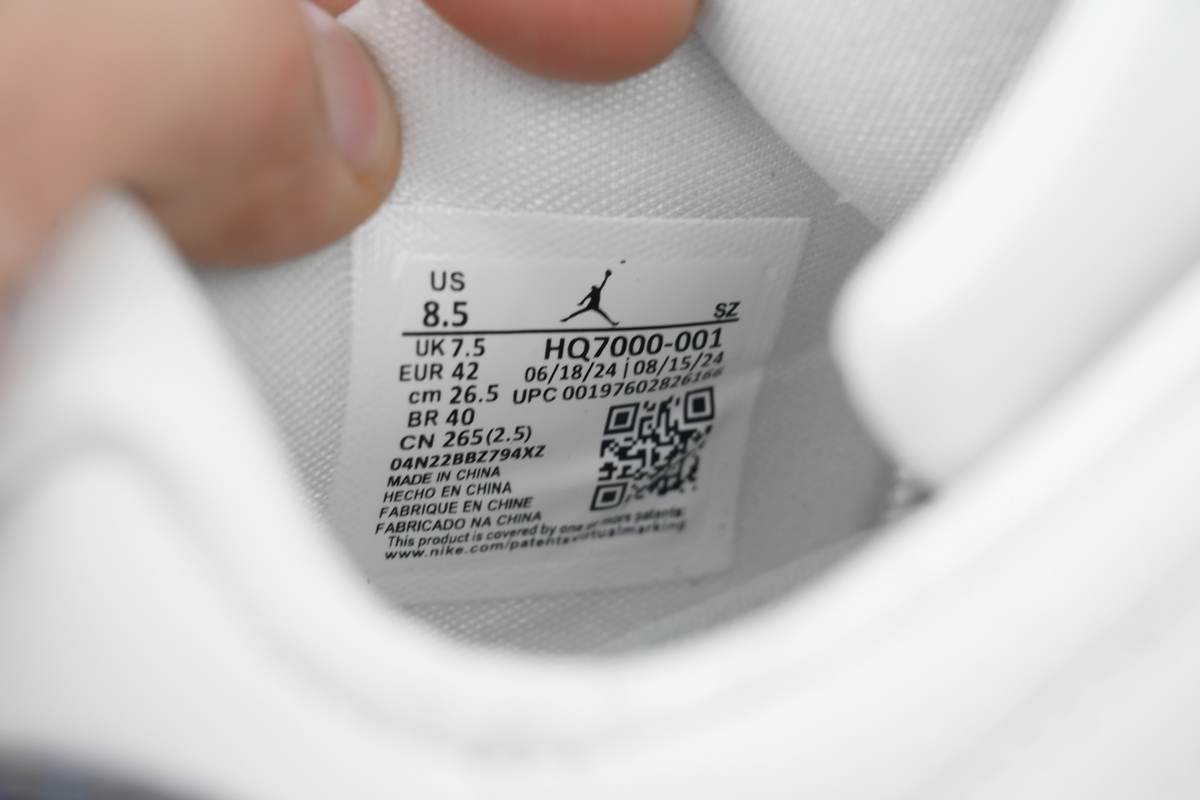 US
8.5
SZ
UK 7.5
HQ7000-001
EUR 42
06/18/24 | 08/15/24
cm 26.5
UPC 00197602826166
BR 40
CN 265(2.5)
04N22BBZ794XZ
MADE IN CHINA
HECHO EN CHINA
FABRIQUE EN CHINE
FABRICADO NA CHINA
This product is covered by one or more patents
www.nike.com/patentsvirtualmarking